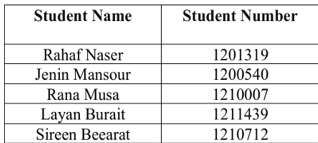 Student Name Student Number
Rahaf Naser 1201319
Jenin Mansour 1200540
Rana Musa 1210007
Layan Burait 1211439
Sireen Beearat 1210712